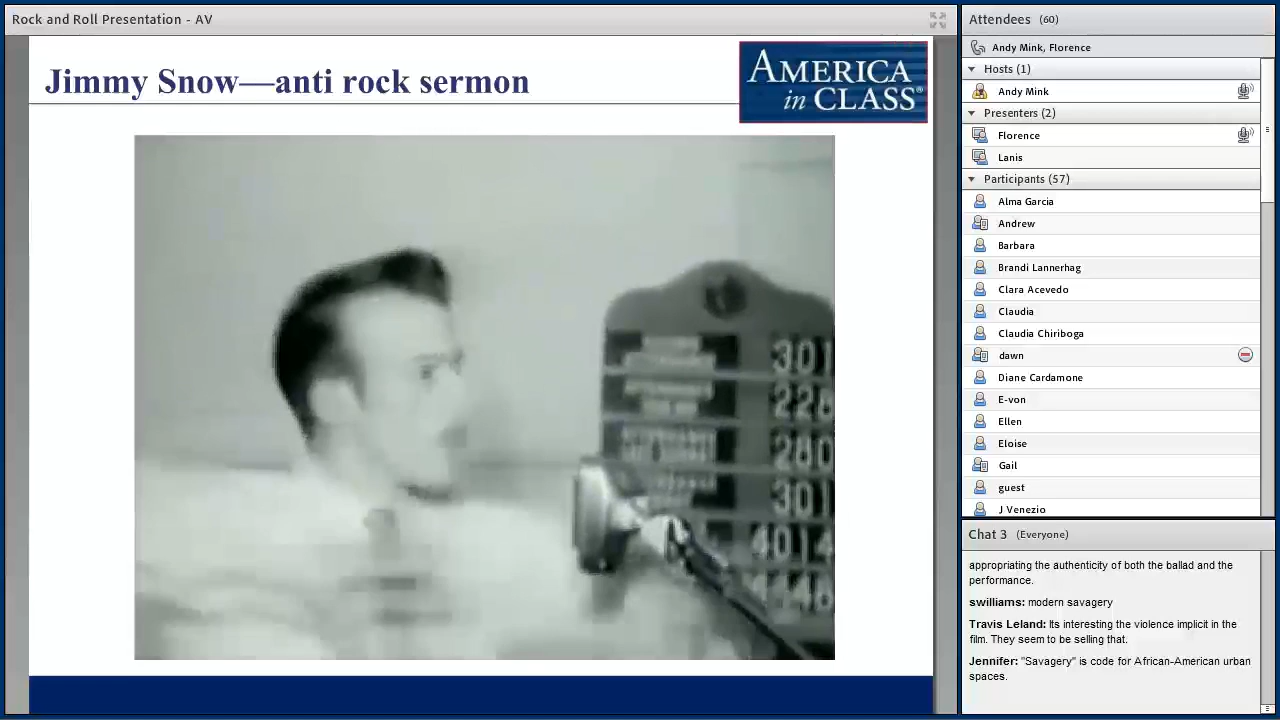 Rock and Roll Presentation - AV
Jimmy Snow—anti rock sermon
AMERICA
in CLASS®
301
226
280
301
4014
Attendees (60)
Andy Mink, Florence
Hosts (1)
Andy Mink
Presenters (2)
Florence
Lanis
Participants (57)
Alma Garcia
Andrew
Barbara
Brandi Lannerhag
Clara Acevedo
Claudia
Claudia Chiriboga
dawn
Diane Cardamone
E-von
Ellen
Eloise
Gail
guest
J Venezio
Chat 3 (Everyone)
appropriating the authenticity of both the ballad and the
performance.
swilliams: modern savagery
Travis Leland: Its interesting the violence implicit in the
film. They seem to be selling that.
Jennifer: "Savagery" is code for African-American urban
spaces.